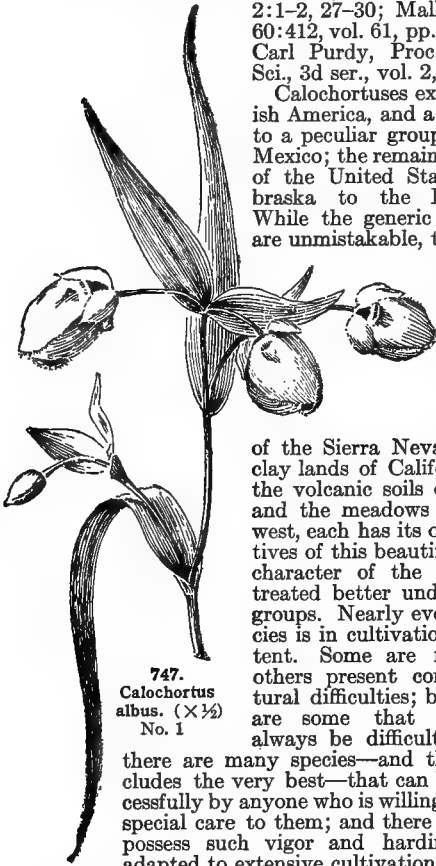 2:1–2, 27–30; Mal
60:412, vol. 61, pp.
Carl Purdy, Proc
Sci., 3d ser., vol. 2,
Calochortuses ex
ish America, and a
to a peculiar group
Mexico; the remain
of the United Sta
braska to the
While the generic
are unmistakable, t
of the Sierra Neva
clay lands of Calif
the volcanic soils
and the meadows
west, each has its
tives of this beauti
character of the
treated better und
groups. Nearly eve
cies is in cultivatio
tent. Some are
others present con
tural difficulties; b
are some that
always be difficult
747.
Calochortus
albus. (× ½)
No. 1
there are many species—and t
cludes the very best—that can
cessfully by anyone who is willing
special care to them; and there
possess such vigor and hardi
adapted to extensive cultivation